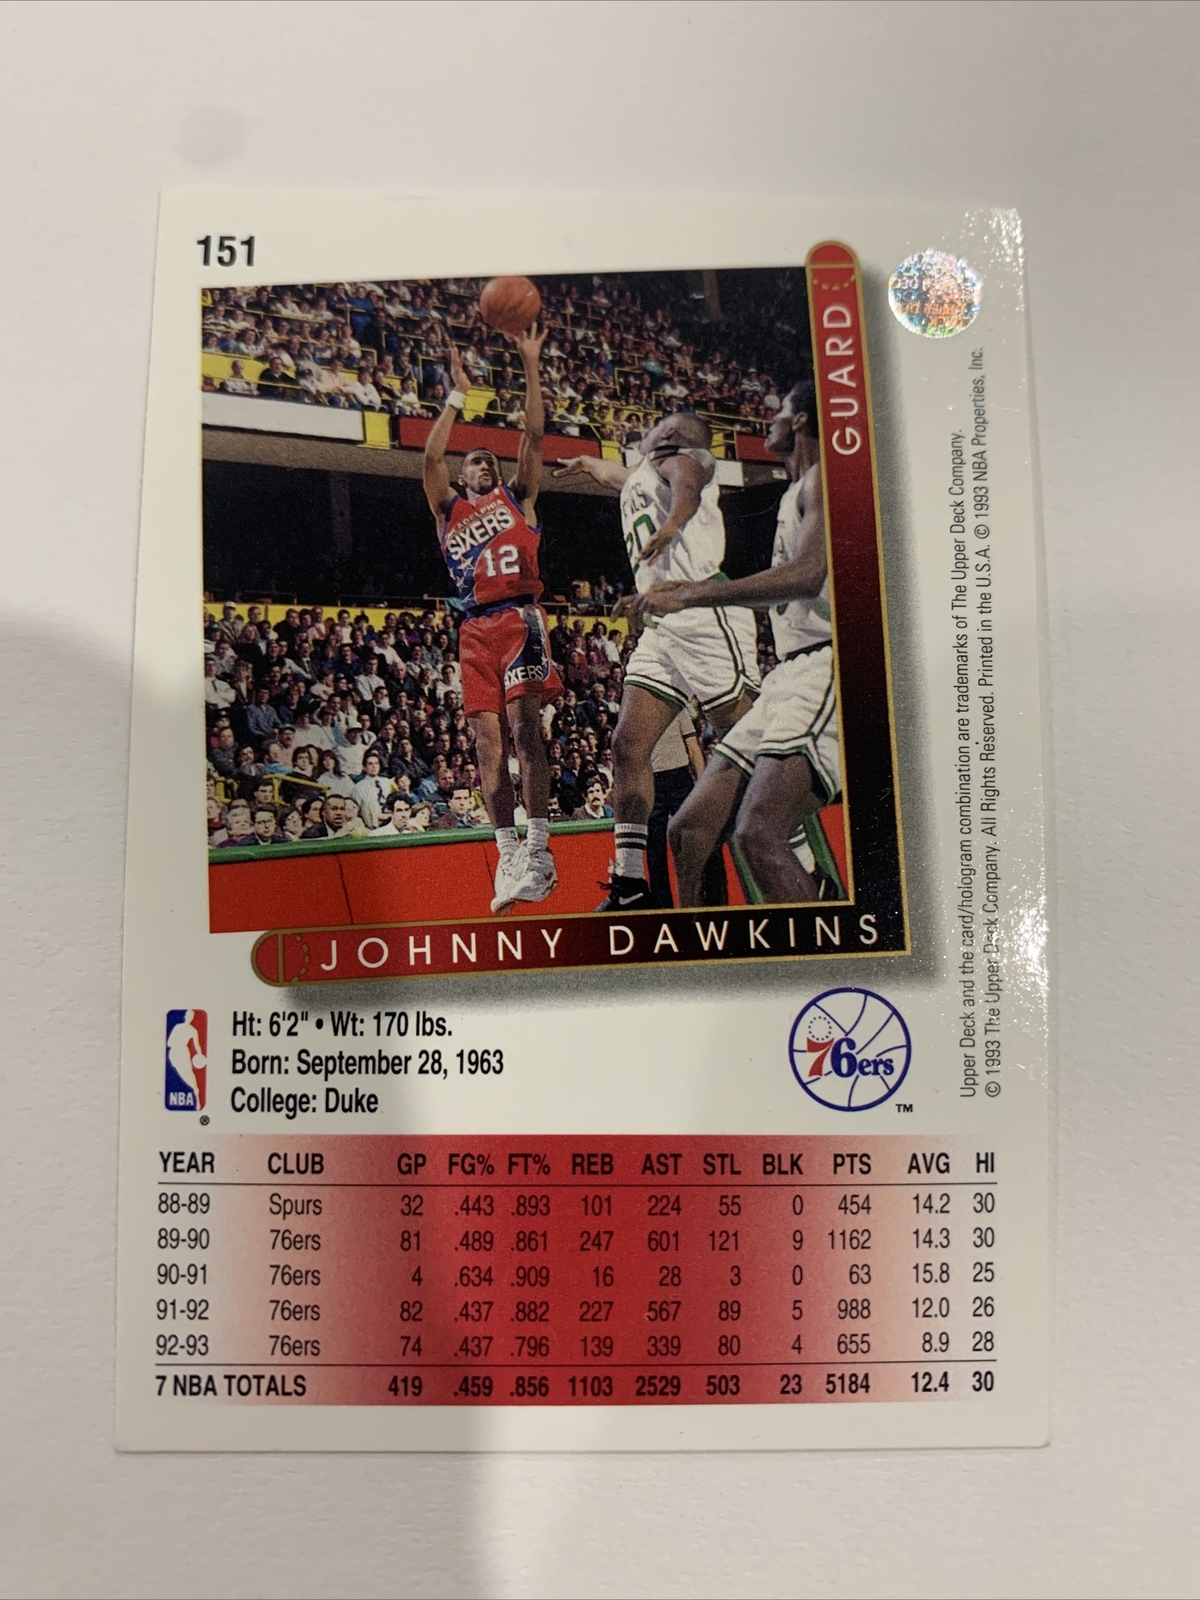 151
GUARD
PHILADELPHIA
SIXERS
12
SIXERS
JOHNNY DAWKINS
Ht: 6'2" • Wt: 170 lbs.
Born: September 28, 1963
College: Duke
NBA
®
76ers
TM
Upper Deck and the card/hologram combination are trademarks of The Upper Deck Company.
© 1993 The Upper Deck Company. All Rights Reserved. Printed in the U.S.A. © 1993 NBA Properties, Inc.
YEAR CLUB GP FG% FT% REB AST STL BLK PTS AVG HI
88-89 Spurs 32 .443 .893 101 224 55 0 454 14.2 30
89-90 76ers 81 .489 .861 247 601 121 9 1162 14.3 30
90-91 76ers 4 .634 .909 16 28 3 0 63 15.8 25
91-92 76ers 82 .437 .882 227 567 89 5 988 12.0 26
92-93 76ers 74 .437 .796 139 339 80 4 655 8.9 28
7 NBA TOTALS 419 .459 .856 1103 2529 503 23 5184 12.4 30